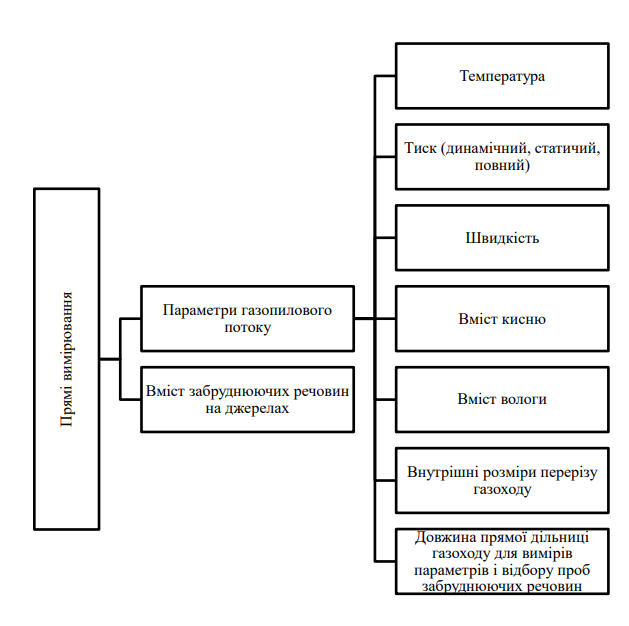 Прямі вимірювання
Параметри газопилового
потоку
Вміст забруднюючих речовин
на джерелах
Температура
Тиск (динамічний, статичий,
повний)
Швидкість
Вміст кисню
Вміст вологи
Внутрішні розміри перерізу
газоходу
Довжина прямої дільниці
газоходу для вимірів
параметрів і відбору проб
забруднюючих речовин